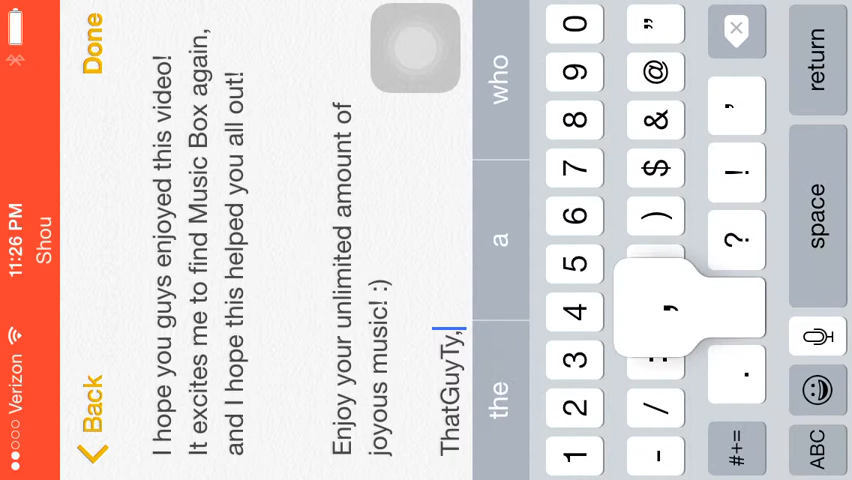 Verizon 11:26 PM
Shou
Back Done
I hope you guys enjoyed this video!
It excites me to find Music Box again,
and I hope this helped you all out!
Enjoy your unlimited amount of
joyous music! :)
ThatGuyTy,
the a who
1 2 3 4 5 6 7 8 9 0
- / : ) $ & @ "
#+= . , ? ! '
ABC space return